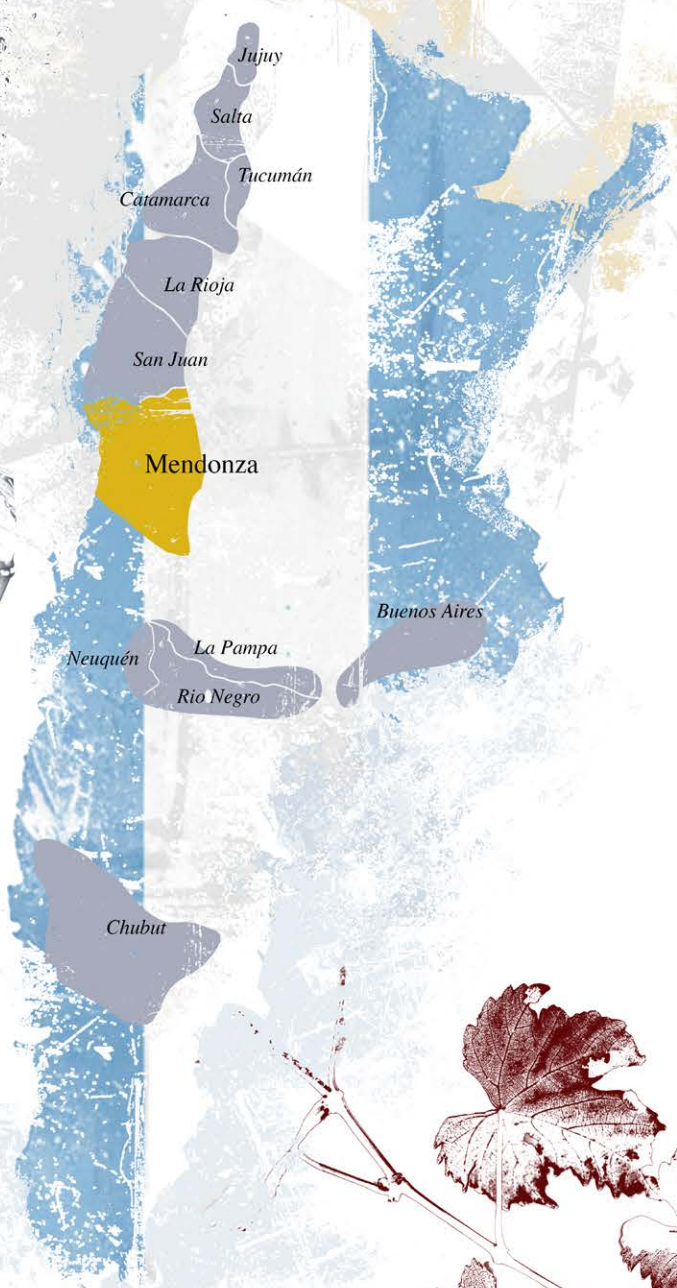 Jujuy
Salta
Tucumán
Catamarca
La Rioja
San Juan
Mendonza
Buenos Aires
La Pampa
Neuquén
Rio Negro
Chubut